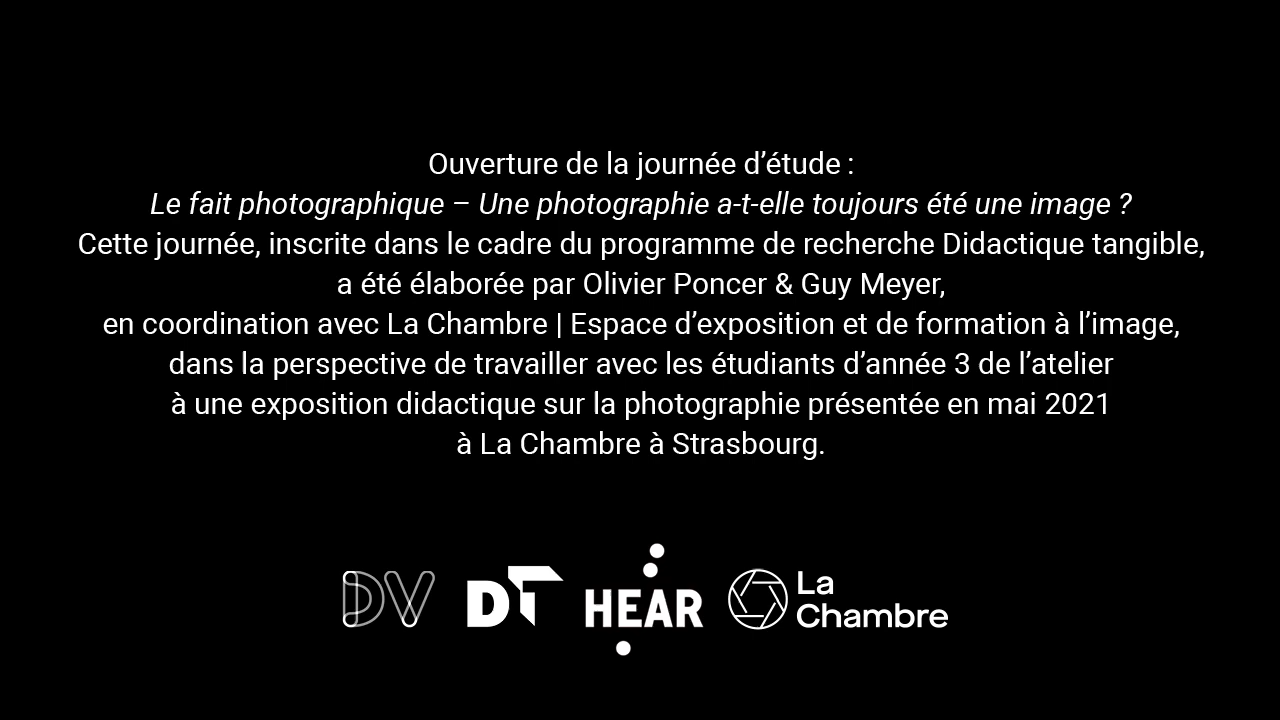 Ouverture de la journée d’étude :
Le fait photographique – Une photographie a-t-elle toujours été une image ?
Cette journée, inscrite dans le cadre du programme de recherche Didactique tangible,
a été élaborée par Olivier Poncer & Guy Meyer,
en coordination avec La Chambre | Espace d’exposition et de formation à l’image,
dans la perspective de travailler avec les étudiants d’année 3 de l’atelier
à une exposition didactique sur la photographie présentée en mai 2021
à La Chambre à Strasbourg.
DV
DT
HEAR
La
Chambre